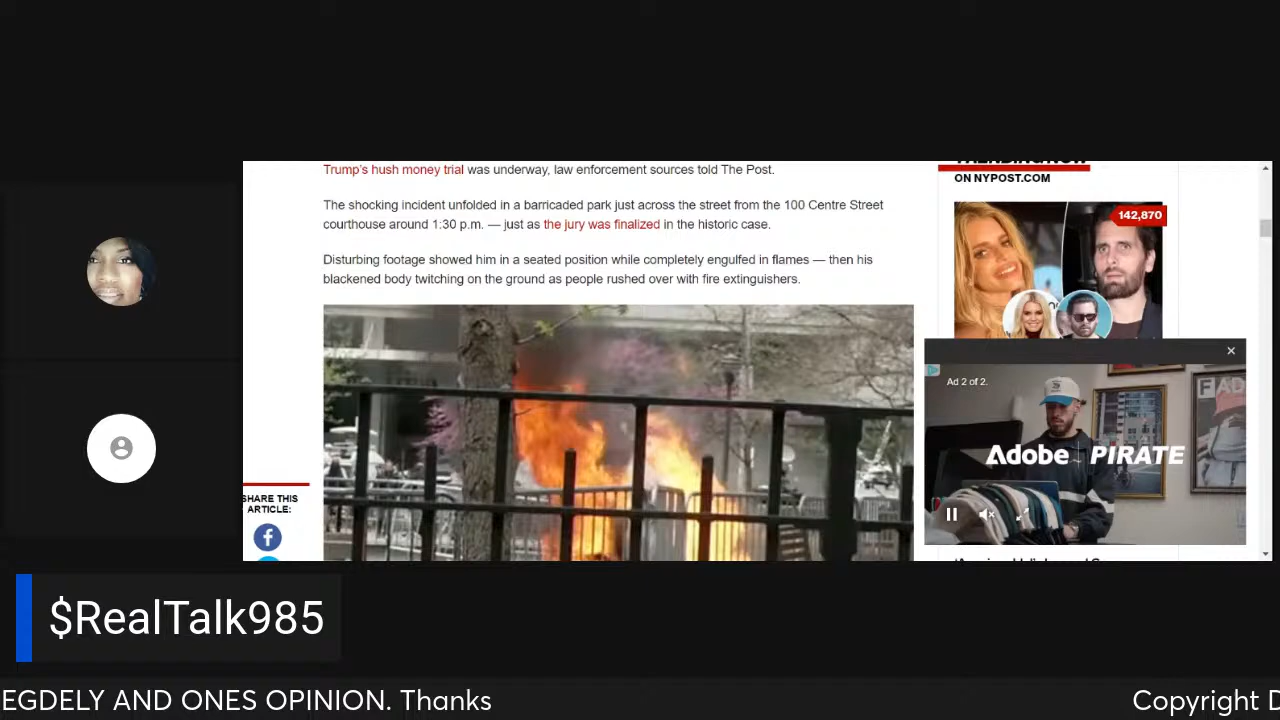 Trump's hush money trial was underway, law enforcement sources told The Post.
The shocking incident unfolded in a barricaded park just across the street from the 100 Centre Street
courthouse around 1:30 p.m. — just as the jury was finalized in the historic case.
Disturbing footage showed him in a seated position while completely engulfed in flames — then his
blackened body twitching on the ground as people rushed over with fire extinguishers.
TRENDING NOW
ON NYPOST.COM
142,870
Ad 2 of 2.
Adobe PIRATE
FAD
SHARE THIS
ARTICLE:
$RealTalk985
EGDELY AND ONES OPINION. Thanks
Copyright D